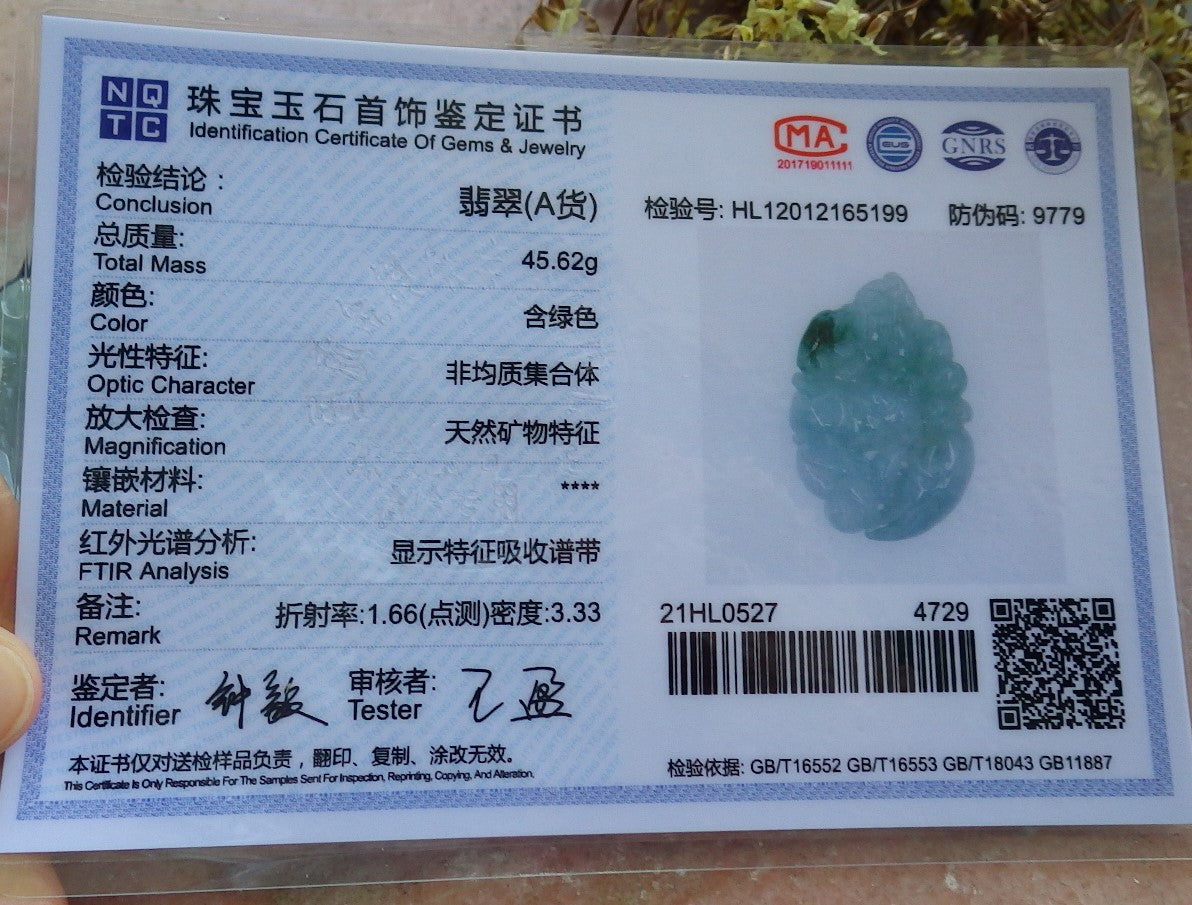 NQ
TC
珠宝玉石首饰鉴定证书
Identification Certificate Of Gems & Jewelry
检验结论：
Conclusion
翡翠(A货)
总质量:
Total Mass
45.62g
颜色:
Color
含绿色
光性特征:
Optic Character
非均质集合体
放大检查:
Magnification
天然矿物特征
镶嵌材料:
Material
****
红外光谱分析:
FTIR Analysis
显示特征吸收谱带
备注:
Remark
折射率:1.66(点测)密度:3.33
鉴定者:
Identifier
审核者:
Tester
本证书仅对送检样品负责，翻印、复制、涂改无效。
This Certificate Is Only Responsible For The Samples Sent For Inspection, Reprinting, Copying, And Alteration.
MA
201719011111
GNRS
检验号: HL12012165199
防伪码: 9779
21HL0527
4729
检验依据: GB/T16552 GB/T16553 GB/T18043 GB11887